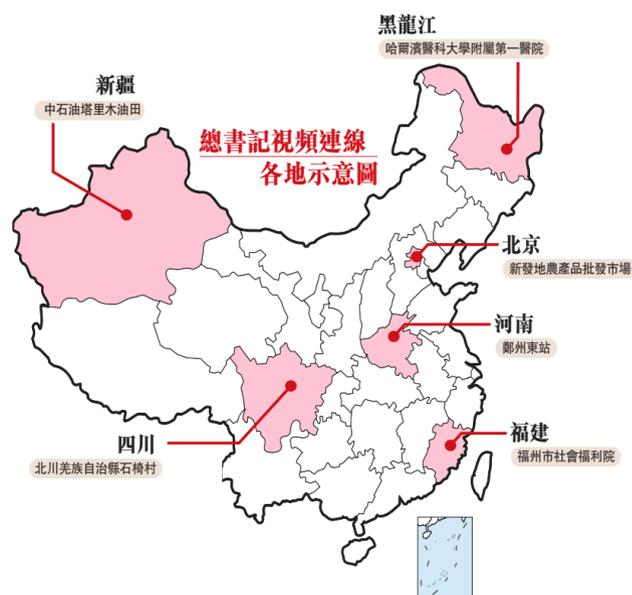 黑龍江
哈爾濱醫科大學附屬第一醫院
新疆
中石油塔里木油田
總書記視頻連線
各地示意圖
北京
新發地農產品批發市場
河南
鄭州東站
四川
北川羌族自治縣石椅村
福建
福州市社會福利院